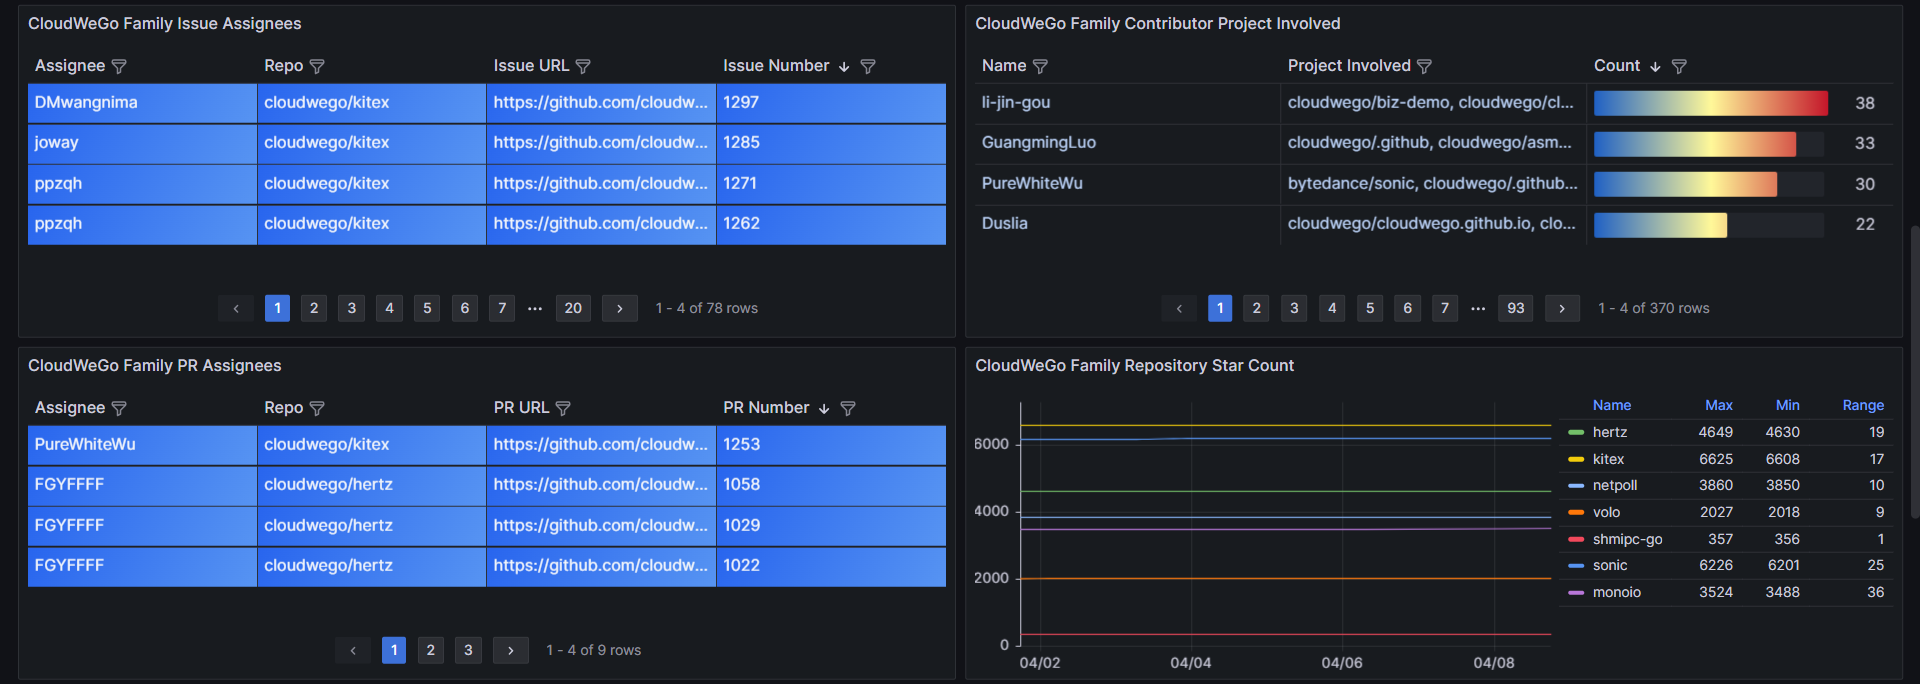 CloudWeGo Family Issue Assignees
Assignee Repo Issue URL Issue Number
DMwangnima cloudwego/kitex https://github.com/cloudw... 1297
joway cloudwego/kitex https://github.com/cloudw... 1285
ppzqh cloudwego/kitex https://github.com/cloudw... 1271
ppzqh cloudwego/kitex https://github.com/cloudw... 1262
1 2 3 4 5 6 7 ... 20 1 - 4 of 78 rows
CloudWeGo Family Contributor Project Involved
Name Project Involved Count
li-jin-gou cloudwego/biz-demo, cloudwego/cl... 38
GuangmingLuo cloudwego/.github, cloudwego/asm... 33
PureWhiteWu bytedance/sonic, cloudwego/.github... 30
Duslia cloudwego/cloudwego.github.io, clo... 22
1 2 3 4 5 6 7 ... 93 1 - 4 of 370 rows
CloudWeGo Family PR Assignees
Assignee Repo PR URL PR Number
PureWhiteWu cloudwego/kitex https://github.com/cloudw... 1253
FGYFFFF cloudwego/hertz https://github.com/cloudw... 1058
FGYFFFF cloudwego/hertz https://github.com/cloudw... 1029
FGYFFFF cloudwego/hertz https://github.com/cloudw... 1022
1 2 3 1 - 4 of 9 rows
CloudWeGo Family Repository Star Count
6000
4000
2000
0
04/02 04/04 04/06 04/08
Name Max Min Range
hertz 4649 4630 19
kitex 6625 6608 17
netpoll 3860 3850 10
volo 2027 2018 9
shmipc-go 357 356 1
sonic 6226 6201 25
monoio 3524 3488 36